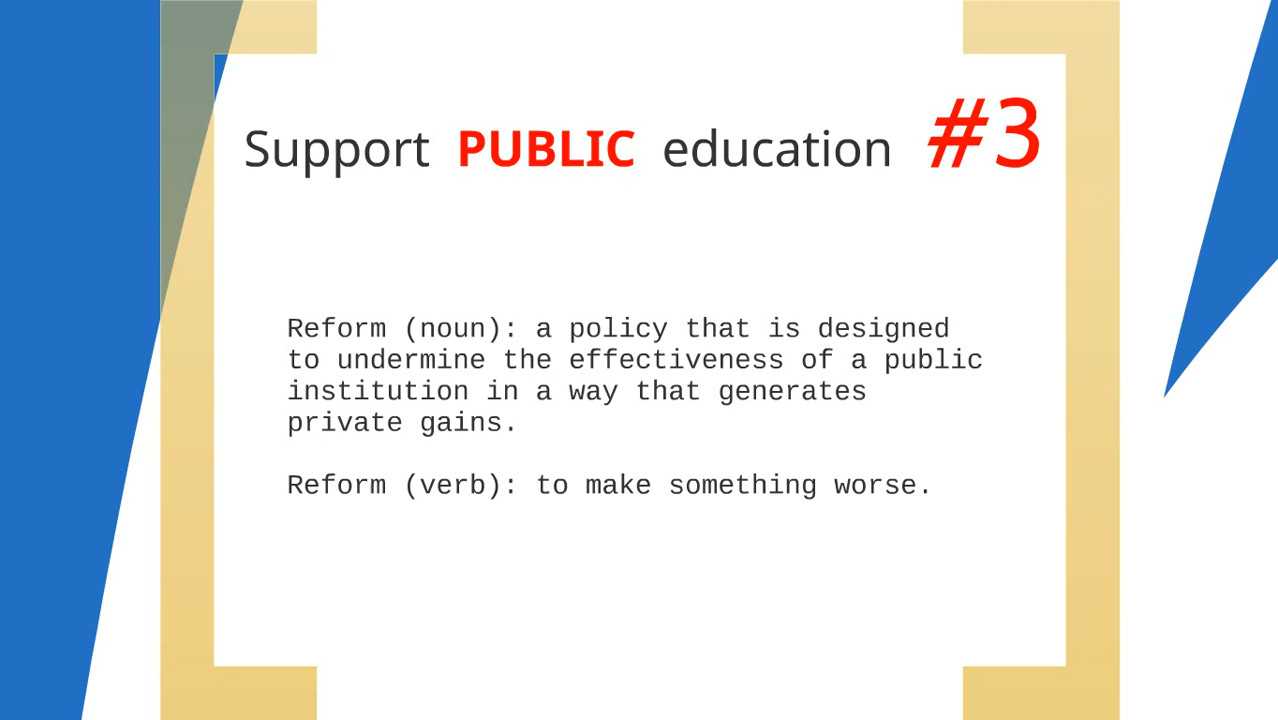 Support PUBLIC education #3
Reform (noun): a policy that is designed
to undermine the effectiveness of a public
institution in a way that generates
private gains.
Reform (verb): to make something worse.